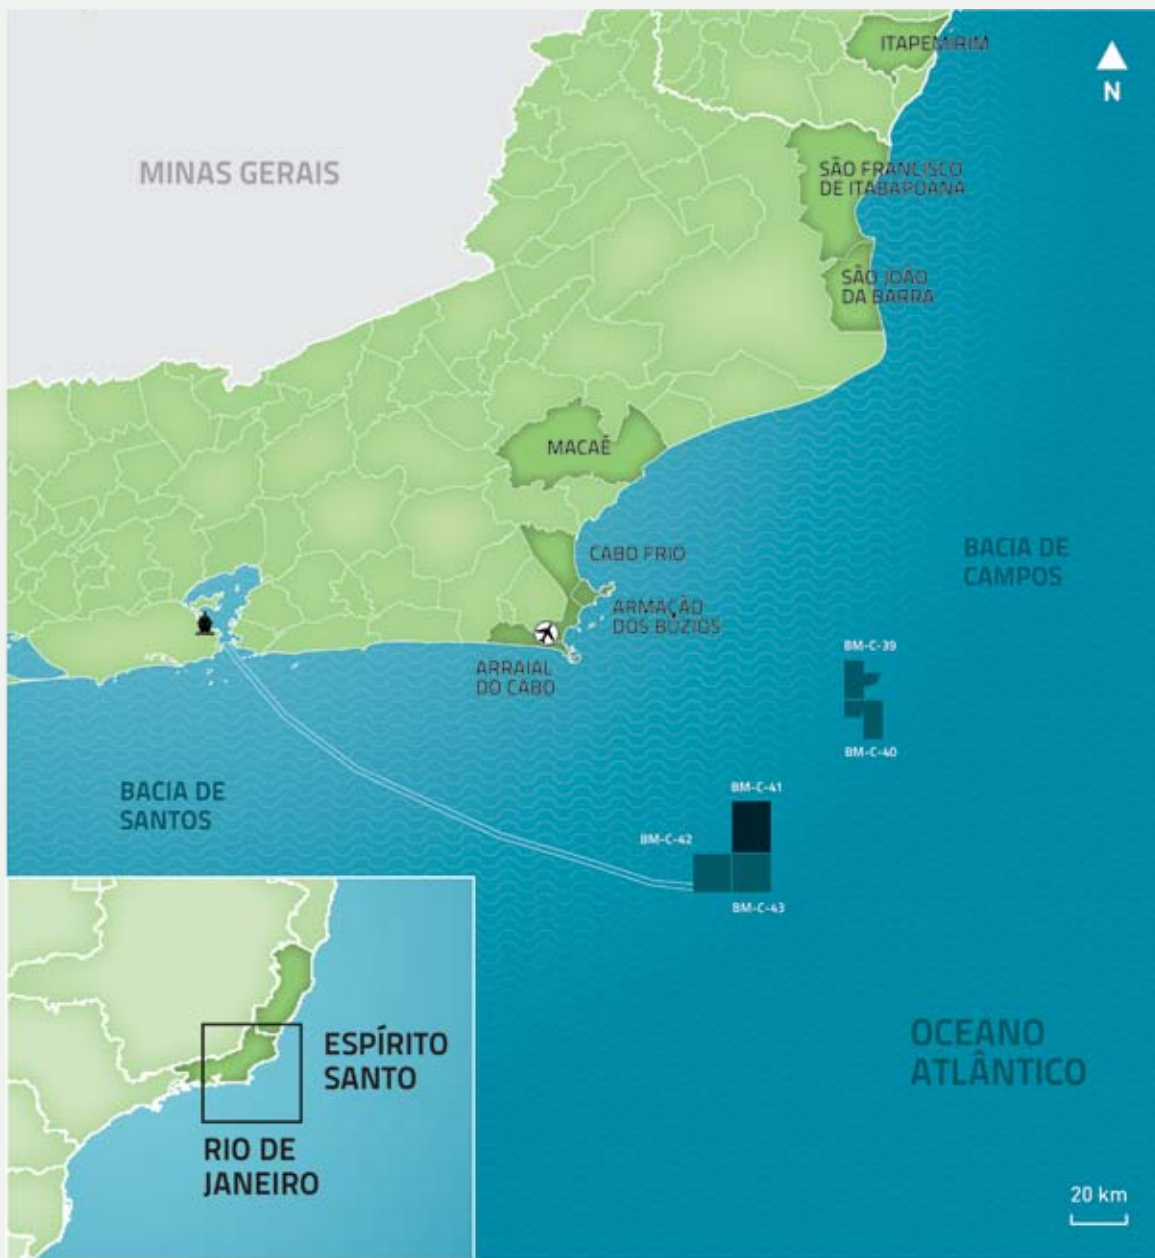 ITAPEMIRIM
N
MINAS GERAIS
SÃO FRANCISCO
DE ITABAPOANA
SÃO JOÃO
DA BARRA
MACAÉ
CABO FRIO
ARMAÇÃO
DOS BÚZIOS
ARRAIAL
DO CABO
BACIA DE
CAMPOS
BM-C-39
BM-C-40
BM-C-41
BM-C-42
BM-C-43
BACIA DE
SANTOS
OCEANO
ATLÂNTICO
ESPÍRITO
SANTO
RIO DE
JANEIRO
20 km